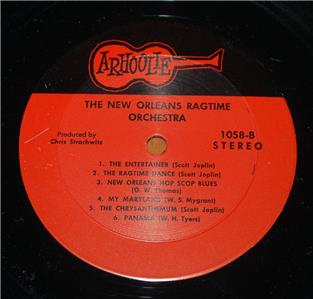 ARHOOLIE
THE NEW ORLEANS RAGTIME
ORCHESTRA
Produced by
Chris Strachwitz
1058-B
STEREO
1. THE ENTERTAINER (Scott Joplin)
2. THE RAGTIME DANCE (Scott Joplin)
3. NEW ORLEANS HOP SCOP BLUES
(G. W. Thomas)
4. MY MARYLAND (W. S. Mygrant)
5. THE CHRYSANTHEMUM (Scott Joplin)
6. PANAMA (W. H. Tyers)